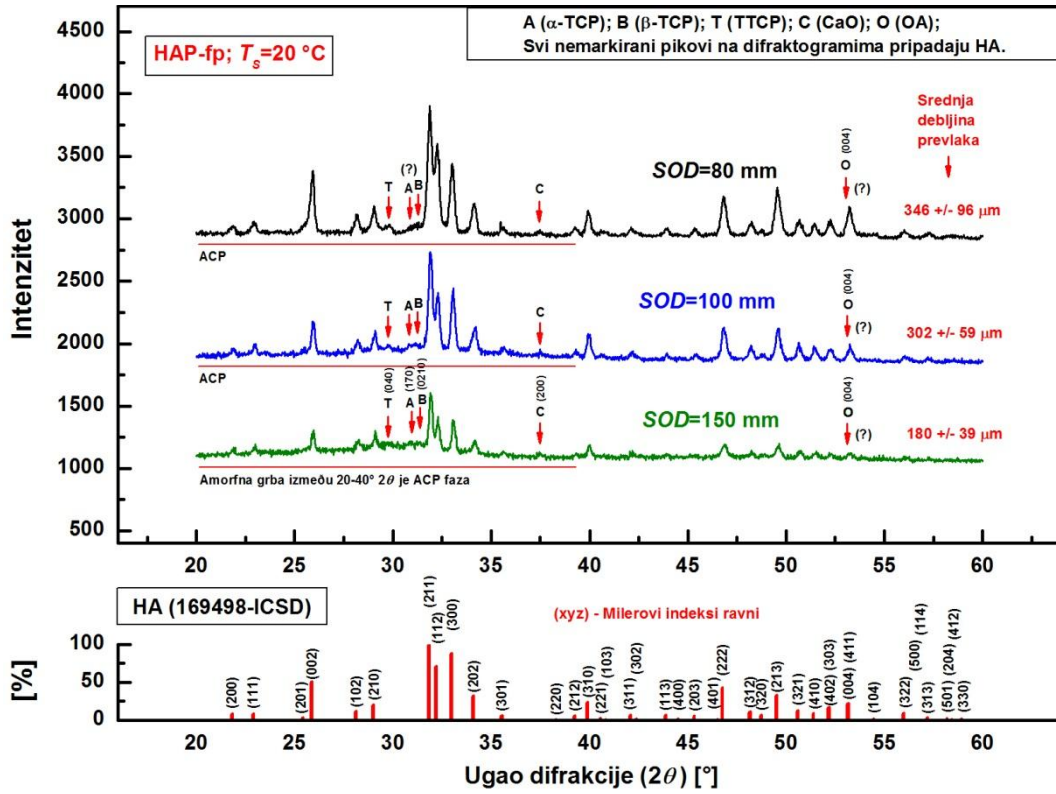 A (α-TCP); B (β-TCP); T (TTCP); C (CaO); O (OA);
Svi nemarkirani pikovi na difraktogramima pripadaju HA.
HAP-fp; Ts=20 °C
Srednja
debljina
prevlaka
Intenzitet
4500
4000
3500
3000
2500
2000
1500
1000
500
T
(?)
A
B
C
SOD=80 mm
O (004)
(?)
346 +/- 96 μm
ACP
T
A
B
C
SOD=100 mm
O (004)
(?)
302 +/- 59 μm
ACP
T (040)
A (170)
B (0210)
C (200)
SOD=150 mm
O (004)
(?)
180 +/- 39 μm
Amorfna grba između 20-40º 2θ je ACP faza
20 25 30 35 40 45 50 55 60
HA (169498-ICSD)
(xyz) - Milerovi indeksi ravni
[%]
100
50
0
(200)
(111)
(201)
(002)
(102)
(210)
(211)
(112)
(300)
(202)
(301)
(220)
(212)
(310)
(221)
(103)
(311)
(302)
(113)
(400)
(203)
(401)
(222)
(312)
(320)
(213)
(321)
(410)
(402)
(303)
(004)
(411)
(104)
(322)
(500)
(114)
(313)
(501)
(204)
(412)
(330)
20 25 30 35 40 45 50 55 60
Ugao difrakcije (2θ) [°]